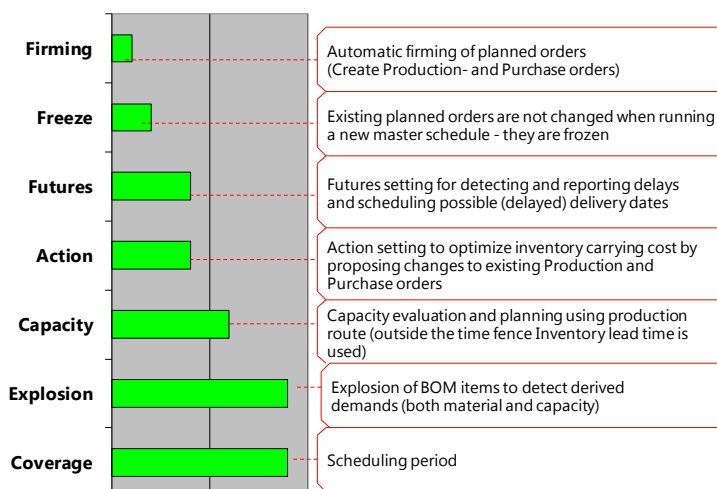 Firming
Automatic firming of planned orders
(Create Production- and Purchase orders)
Freeze
Existing planned orders are not changed when running
a new master schedule - they are frozen
Futures
Futures setting for detecting and reporting delays
and scheduling possible (delayed) delivery dates
Action
Action setting to optimize inventory carrying cost by
proposing changes to existing Production and
Purchase orders
Capacity
Capacity evaluation and planning using production
route (outside the time fence Inventory lead time is
used)
Explosion
Explosion of BOM items to detect derived
demands (both material and capacity)
Coverage
Scheduling period